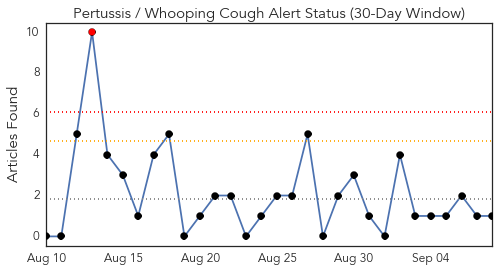 Pertussis / Whooping Cough Alert Status (30-Day Window)
Articles Found
10
8
6
4
2
0
Aug 10 Aug 15 Aug 20 Aug 25 Aug 30 Sep 04